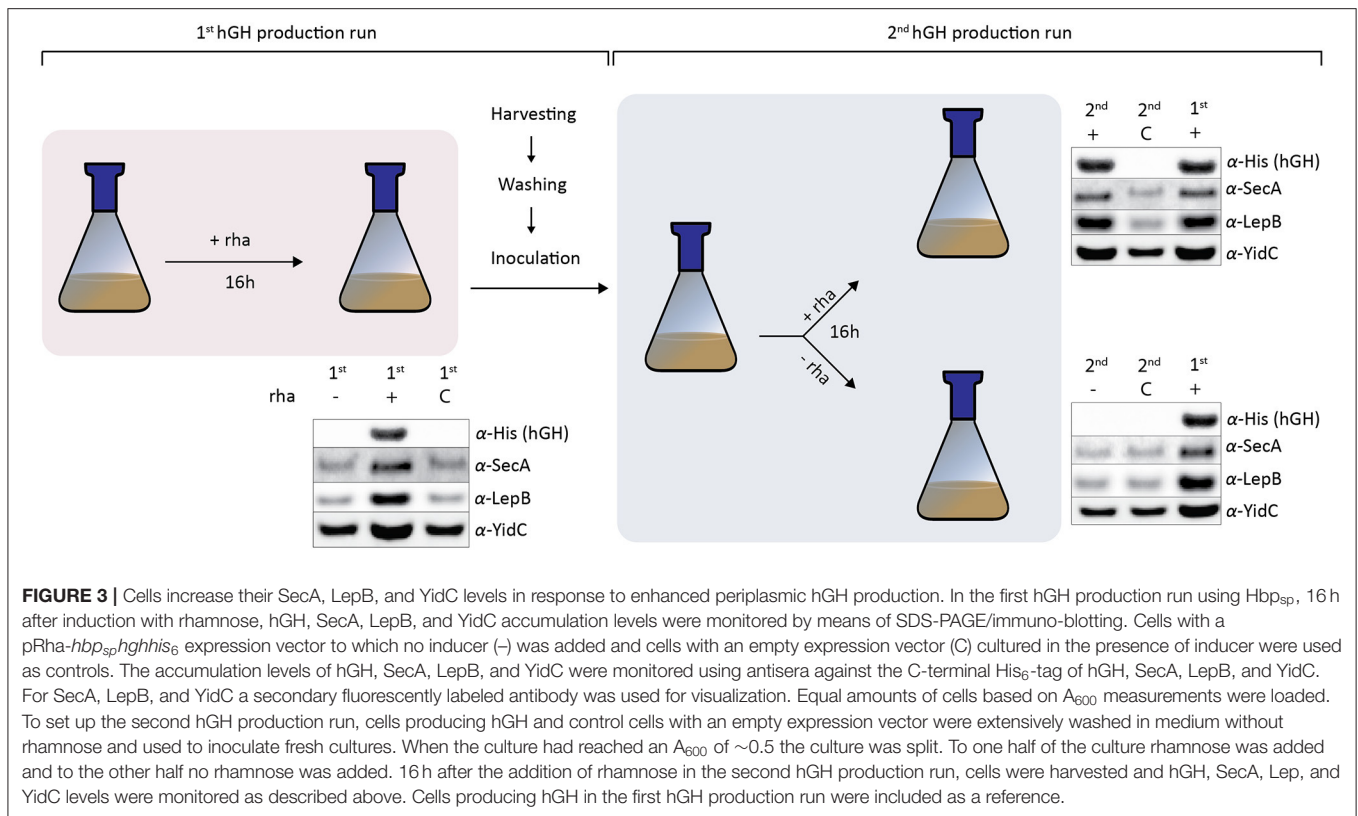 1st hGH production run
2nd hGH production run
+ rha
16h
Harvesting
Washing
Inoculation
+ rha
16h
- rha
1st 1st 1st
rha - + C
α-His (hGH)
α-SecA
α-LepB
α-YidC
2nd 2nd 1st
+ C +
α-His (hGH)
α-SecA
α-LepB
α-YidC
2nd 2nd 1st
- C +
α-His (hGH)
α-SecA
α-LepB
α-YidC
FIGURE 3 | Cells increase their SecA, LepB, and YidC levels in response to enhanced periplasmic hGH production. In the first hGH production run using Hbpsp, 16 h
after induction with rhamnose, hGH, SecA, LepB, and YidC accumulation levels were monitored by means of SDS-PAGE/immuno-blotting. Cells with a
pRha-hbpsphghhis6 expression vector to which no inducer (–) was added and cells with an empty expression vector (C) cultured in the presence of inducer were used
as controls. The accumulation levels of hGH, SecA, LepB, and YidC were monitored using antisera against the C-terminal His6-tag of hGH, SecA, LepB, and YidC.
For SecA, LepB, and YidC a secondary fluorescently labeled antibody was used for visualization. Equal amounts of cells based on A600 measurements were loaded.
To set up the second hGH production run, cells producing hGH and control cells with an empty expression vector were extensively washed in medium without
rhamnose and used to inoculate fresh cultures. When the culture had reached an A600 of ~0.5 the culture was split. To one half of the culture rhamnose was added
and to the other half no rhamnose was added. 16 h after the addition of rhamnose in the second hGH production run, cells were harvested and hGH, SecA, Lep, and
YidC levels were monitored as described above. Cells producing hGH in the first hGH production run were included as a reference.